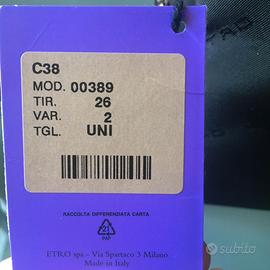 C38
MOD. 00389
TIR. 26
VAR. 2
TGL. UNI
RACCOLTA DIFFERENZIATA CARTA
21
PAP
ETRO spa - Via Spartaco 3 Milano
Made in Italy
subito